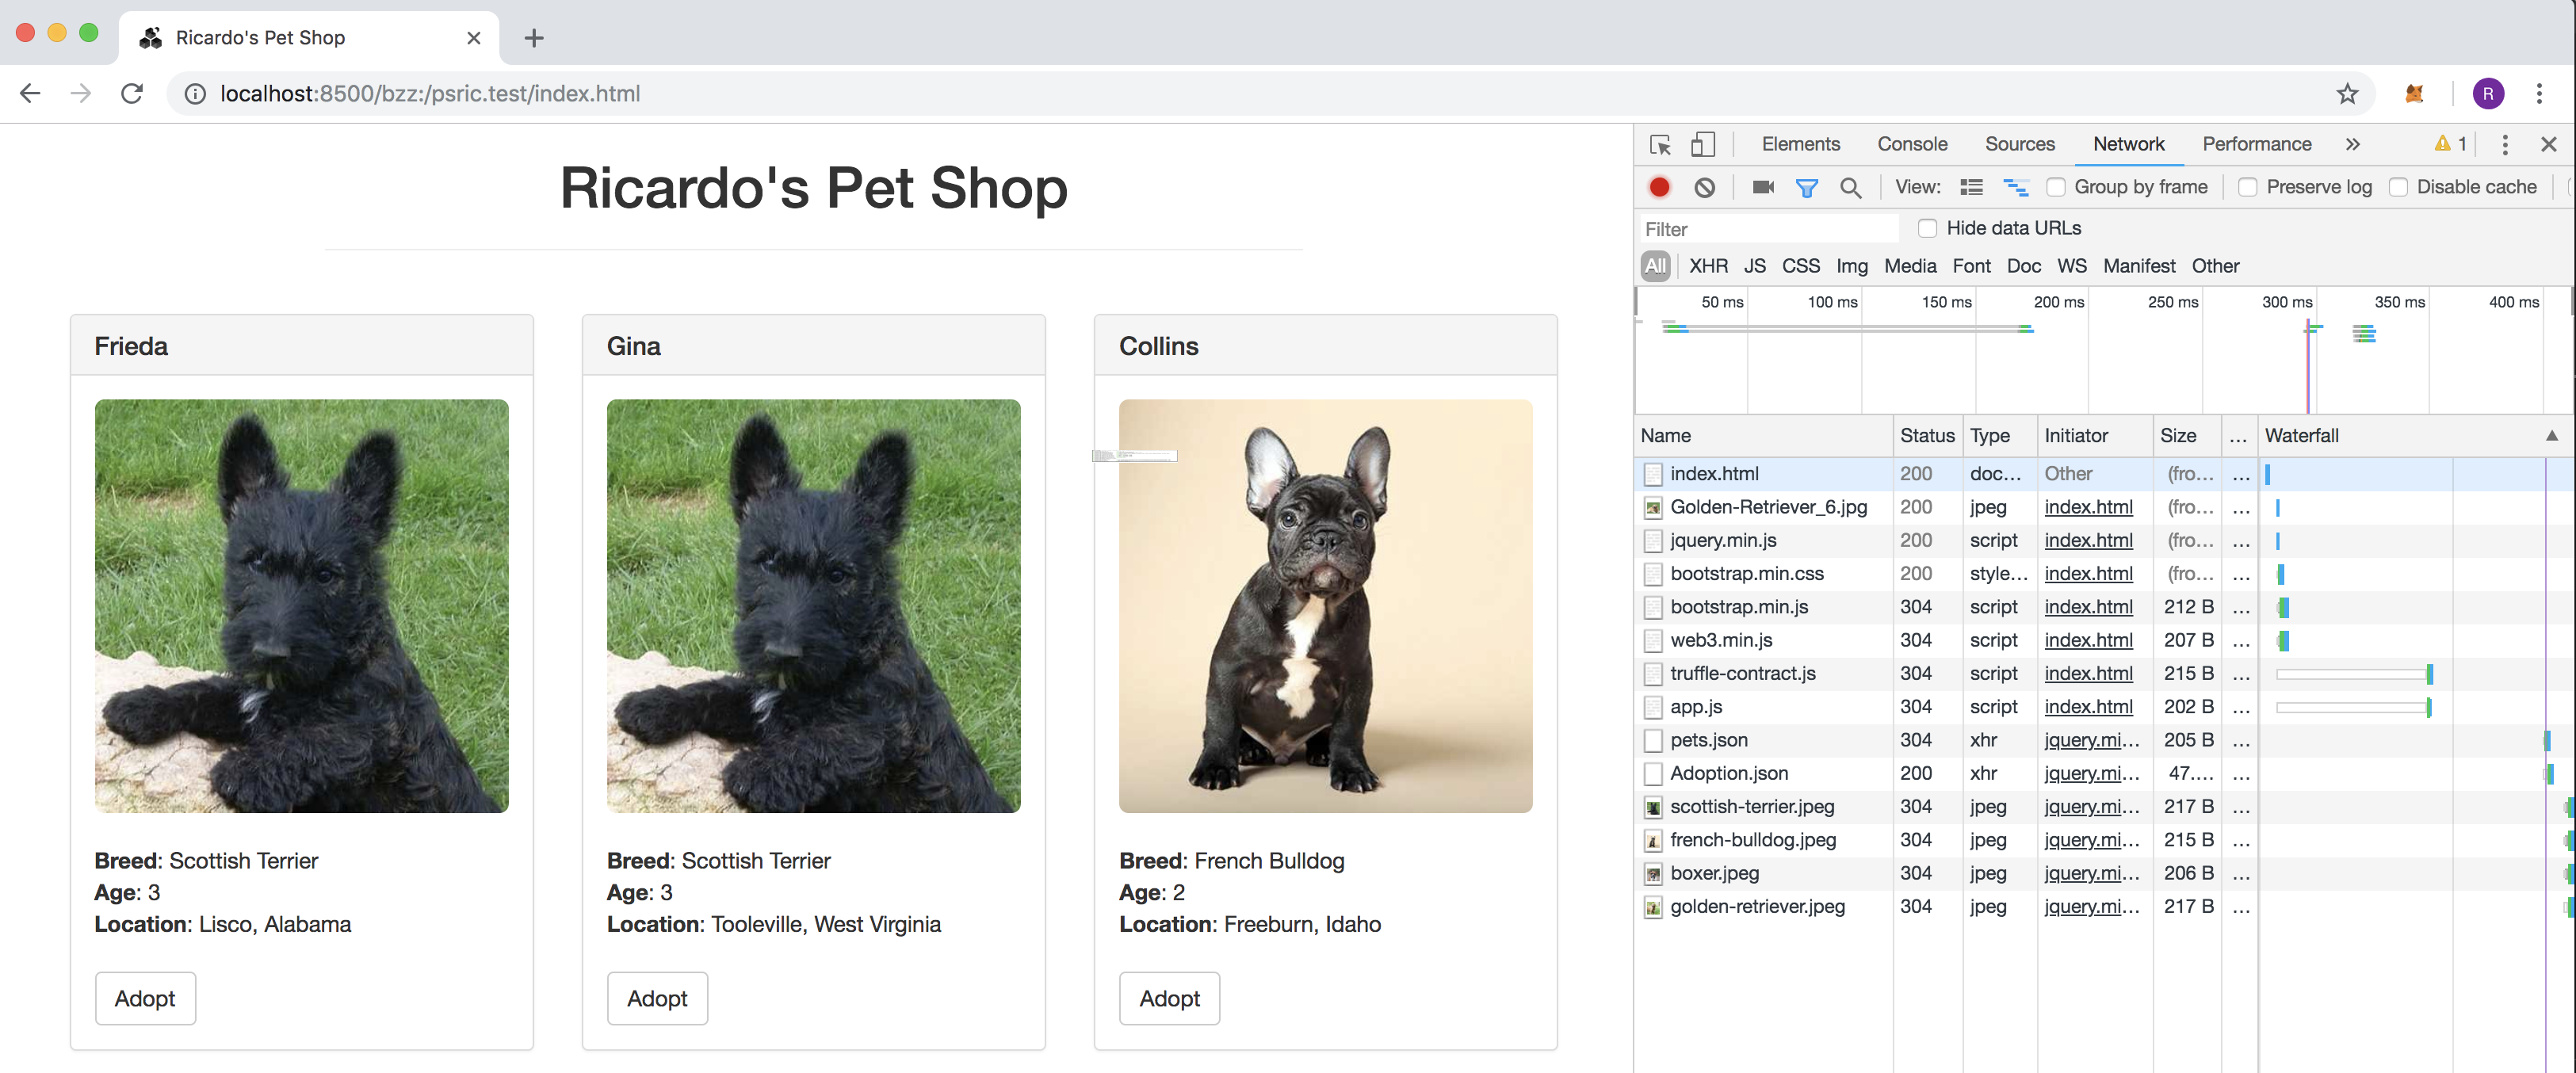 Ricardo's Pet Shop
localhost:8500/bzz:/psric.test/index.html
R
Ricardo's Pet Shop
Frieda
Breed: Scottish Terrier
Age: 3
Location: Lisco, Alabama
Adopt
Gina
Breed: Scottish Terrier
Age: 3
Location: Tooleville, West Virginia
Adopt
Collins
Breed: French Bulldog
Age: 2
Location: Freeburn, Idaho
Adopt
Elements Console Sources Network Performance » 1
View: Group by frame Preserve log Disable cache
Filter Hide data URLs
All XHR JS CSS Img Media Font Doc WS Manifest Other
50 ms 100 ms 150 ms 200 ms 250 ms 300 ms 350 ms 400 ms
Name Status Type Initiator Size ... Waterfall
index.html 200 doc... Other (fro... ...
Golden-Retriever_6.jpg 200 jpeg index.html (fro... ...
jquery.min.js 200 script index.html (fro... ...
bootstrap.min.css 200 style... index.html (fro... ...
bootstrap.min.js 304 script index.html 212 B ...
web3.min.js 304 script index.html 207 B ...
truffle-contract.js 304 script index.html 215 B ...
app.js 304 script index.html 202 B ...
pets.json 304 xhr jquery.mi... 205 B ...
Adoption.json 200 xhr jquery.mi... 47.... ...
scottish-terrier.jpeg 304 jpeg jquery.mi... 217 B ...
french-bulldog.jpeg 304 jpeg jquery.mi... 215 B ...
boxer.jpeg 304 jpeg jquery.mi... 206 B ...
golden-retriever.jpeg 304 jpeg jquery.mi... 217 B ...